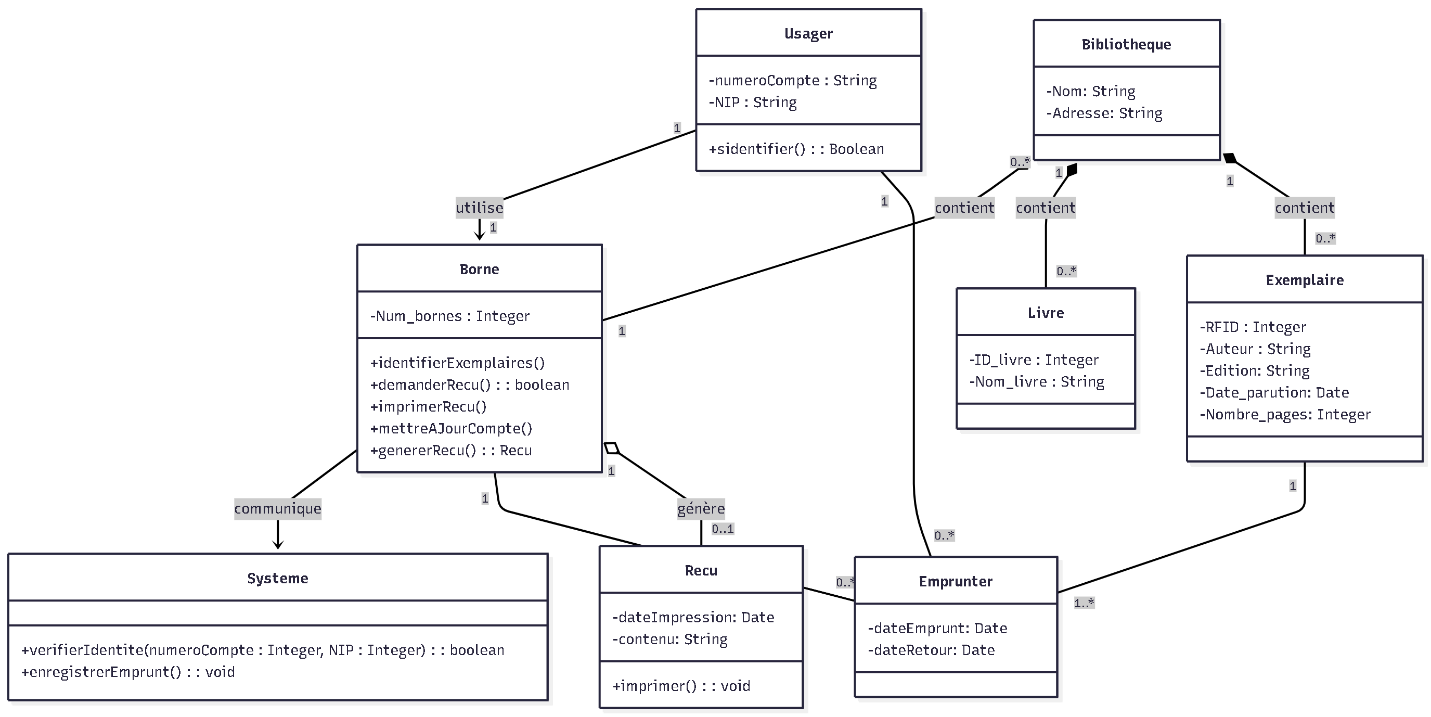 Usager
-numeroCompte : String
-NIP : String
+sidentifier() : : Boolean
Bibliotheque
-Nom: String
-Adresse: String
1
0..*
1
1
1
utilise
1
contient
contient
contient
0..*
0..*
Borne
-Num_bornes : Integer
+identifierExemplaires()
+demanderRecu() : : boolean
+imprimerRecu()
+mettreAJourCompte()
+genererRecu() : : Recu
1
Livre
-ID_livre : Integer
-Nom_livre : String
Exemplaire
-RFID : Integer
-Auteur : String
-Edition: String
-Date_parution: Date
-Nombre_pages: Integer
1
1
1
communique
génère
0..1
0..*
Systeme
+verifierIdentite(numeroCompte : Integer, NIP : Integer) : : boolean
+enregistrerEmprunt() : : void
Recu
-dateImpression: Date
-contenu: String
+imprimer() : : void
0..*
Emprunter
-dateEmprunt: Date
-dateRetour: Date
1..*